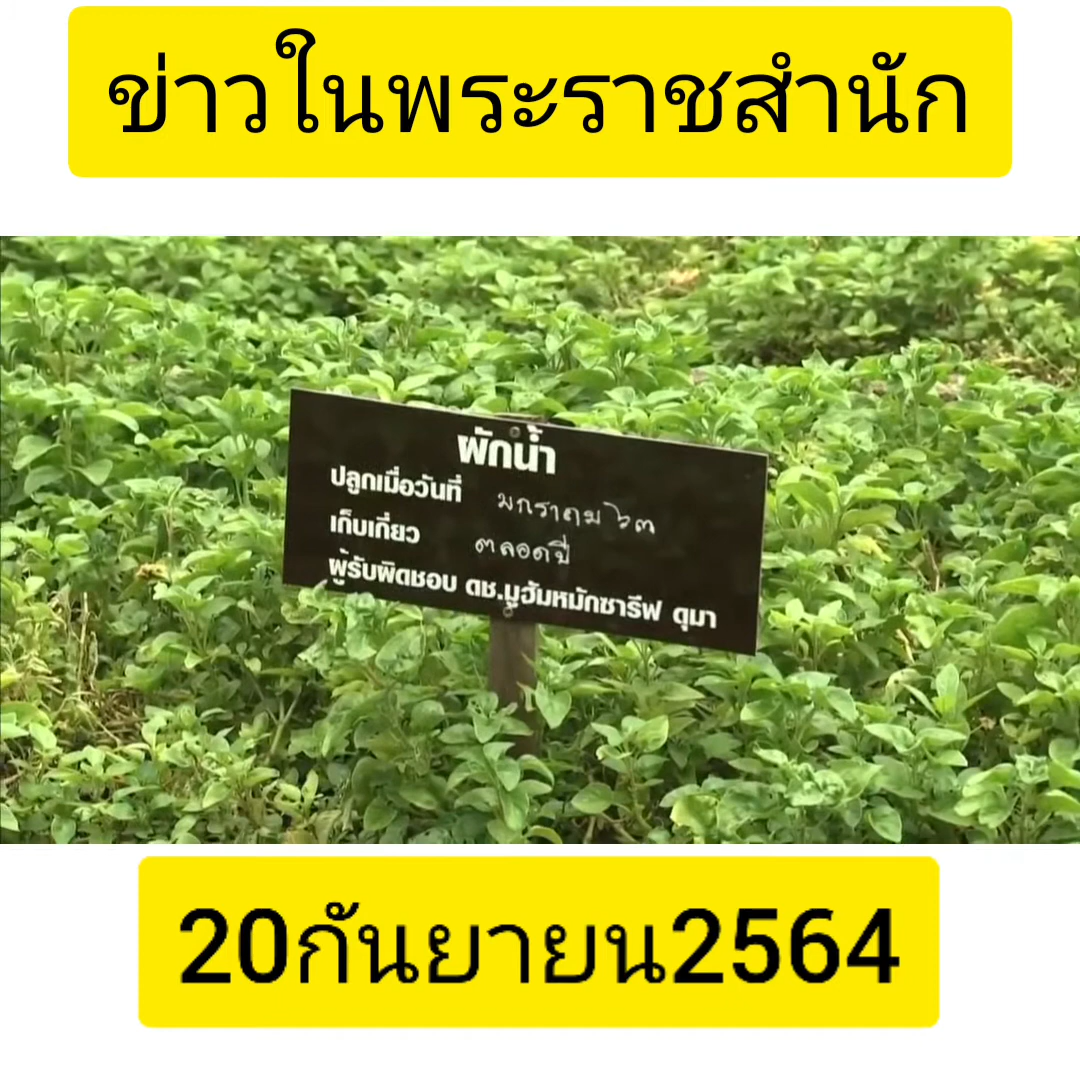 ข่าวในพระราชสำนัก
ผักน้ำ
ปลูกเมื่อวันที่ มกราคม ๖๓
เก็บเกี่ยว ตลอดปี
ผู้รับผิดชอบ ดช.มูฮัมหมักซารีฟ ดุมา
20กันยายน2564